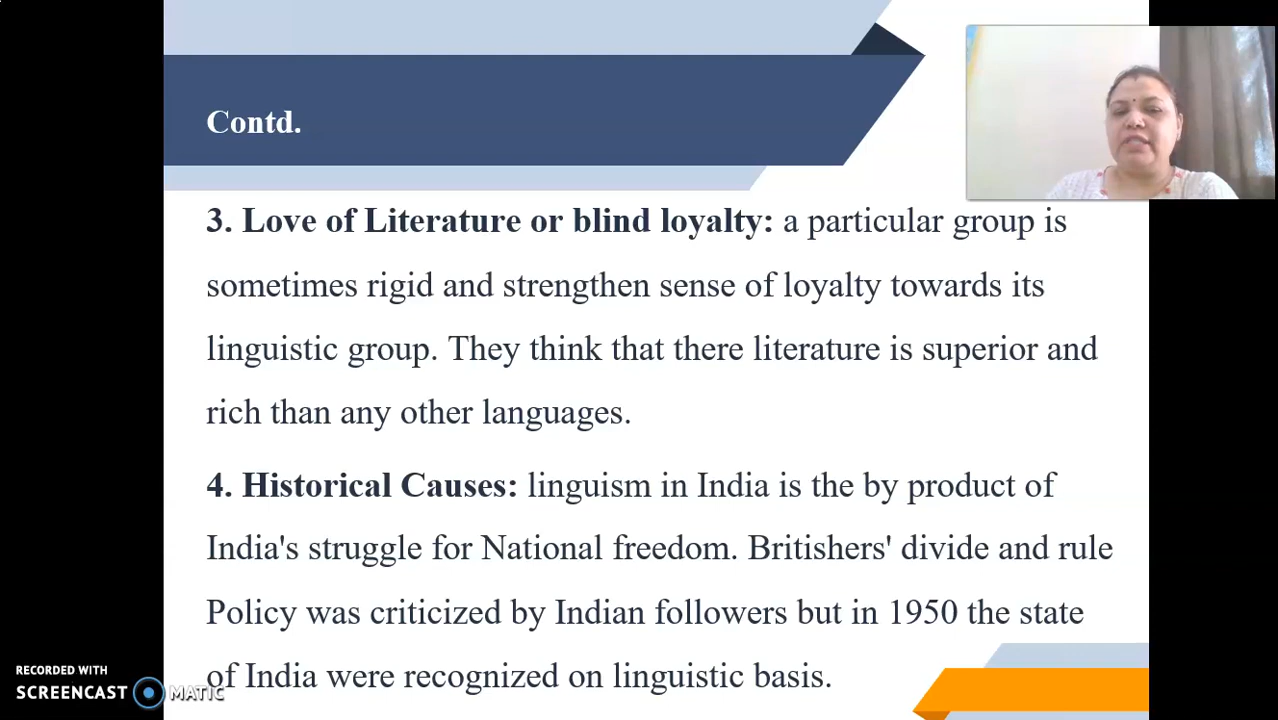 Contd.
3. Love of Literature or blind loyalty: a particular group is
sometimes rigid and strengthen sense of loyalty towards its
linguistic group. They think that there literature is superior and
rich than any other languages.
4. Historical Causes: linguism in India is the by product of
India's struggle for National freedom. Britishers' divide and rule
Policy was criticized by Indian followers but in 1950 the state
of India were recognized on linguistic basis.
RECORDED WITH
SCREENCAST MATIC